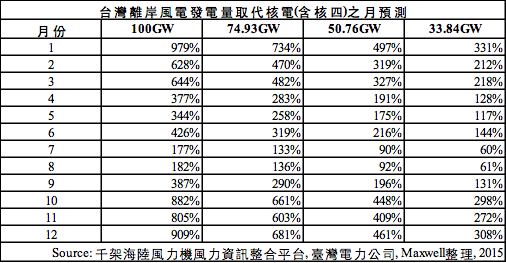 台灣離岸風電發電量取代核電(含核四)之月預測
月份 100GW 74.93GW 50.76GW 33.84GW
1 979% 734% 497% 331%
2 628% 470% 319% 212%
3 644% 482% 327% 218%
4 377% 283% 191% 128%
5 344% 258% 175% 117%
6 426% 319% 216% 144%
7 177% 133% 90% 60%
8 182% 136% 92% 61%
9 387% 290% 196% 131%
10 882% 661% 448% 298%
11 805% 603% 409% 272%
12 909% 681% 461% 308%
Source: 千架海陸風力機風力資訊整合平台, 臺灣電力公司, Maxwell整理, 2015